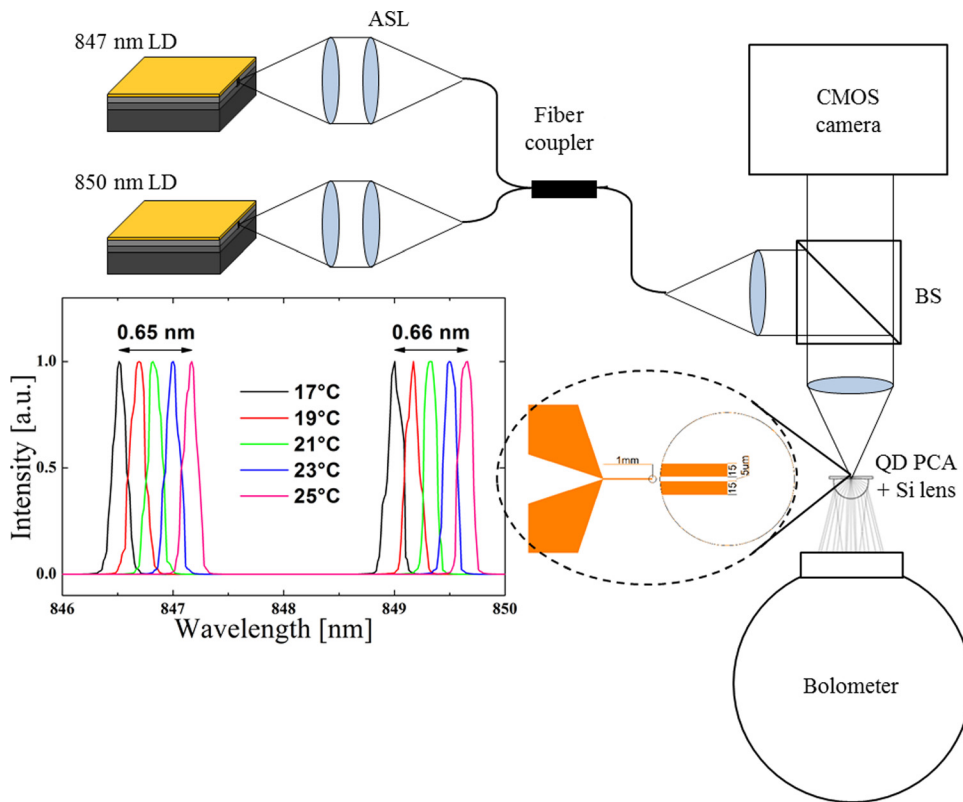 847 nm LD
ASL
CMOS
camera
Fiber
coupler
850 nm LD
BS
0.65 nm
0.66 nm
1.0
17°C
19°C
21°C
23°C
25°C
0.5
0.0
Intensity [a.u.]
846
847
848
849
850
Wavelength [nm]
1mm
15
15
5um
QD PCA
+ Si lens
Bolometer